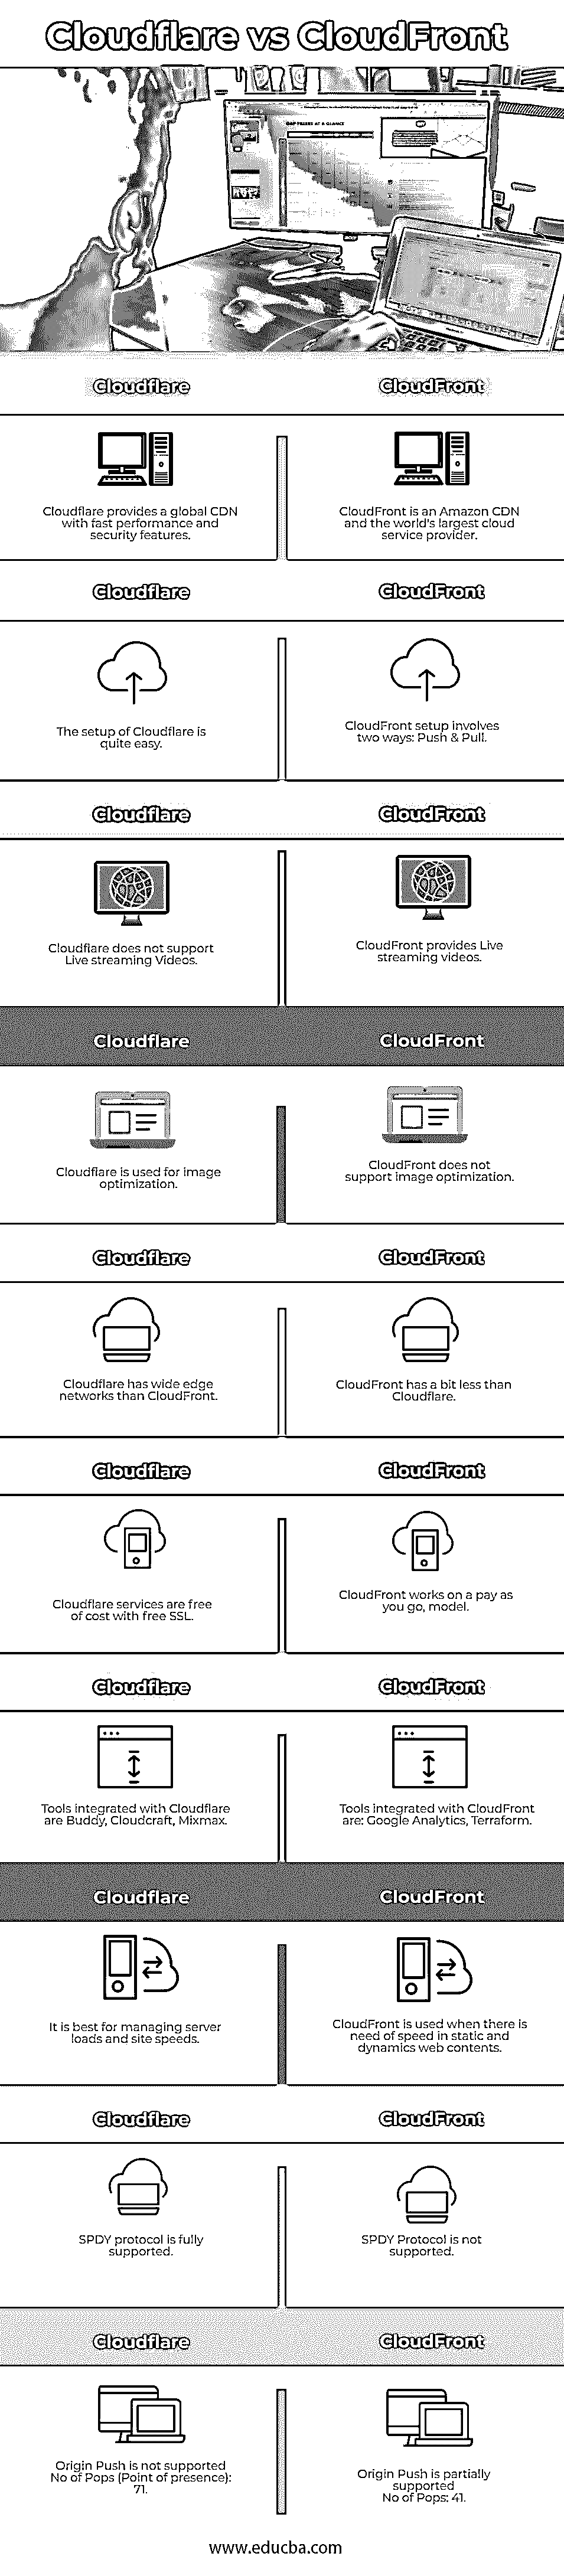 Cloudflare vs CloudFront
Cloudflare
CloudFront
Cloudflare provides a global CDN
with fast performance and
security features.
CloudFront is an Amazon CDN
and the world's largest cloud
service provider.
Cloudflare
CloudFront
The setup of Cloudflare is
quite easy.
CloudFront setup involves
two ways: Push & Pull.
Cloudflare
CloudFront
Cloudflare does not support
Live streaming Videos.
CloudFront provides Live
streaming videos.
Cloudflare
CloudFront
Cloudflare is used for image
optimization.
CloudFront does not
support image optimization.
Cloudflare
CloudFront
Cloudflare has wide edge
networks than CloudFront.
CloudFront has a bit less than
Cloudflare.
Cloudflare
CloudFront
Cloudflare services are free
of cost with free SSL.
CloudFront works on a pay as
you go, model.
Cloudflare
CloudFront
Tools integrated with Cloudflare
are Buddy, Cloudcraft, Mixmax.
Tools integrated with CloudFront
are: Google Analytics, Terraform.
Cloudflare
CloudFront
It is best for managing server
loads and site speeds.
CloudFront is used when there is
need of speed in static and
dynamics web contents.
Cloudflare
CloudFront
SPDY protocol is fully
supported.
SPDY Protocol is not
supported.
Cloudflare
CloudFront
Origin Push is not supported
No of Pops (Point of presence):
71.
Origin Push is partially
supported
No of Pops: 41.
www.educba.com